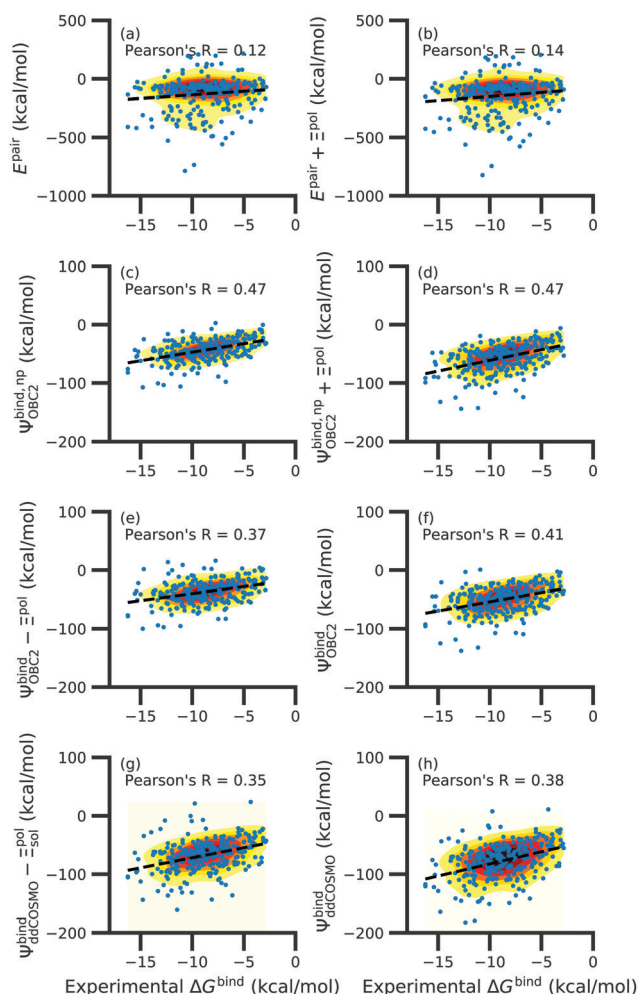 (a)
Pearson's R = 0.12
500
0
−500
−1000
E^pair (kcal/mol)
−15 −10 −5 0
(b)
Pearson's R = 0.14
500
0
−500
−1000
E^pair + Ξ^pol (kcal/mol)
−15 −10 −5 0
(c)
Pearson's R = 0.47
100
0
−100
−200
Ψ^bind, np_OBC2 (kcal/mol)
−15 −10 −5 0
(d)
Pearson's R = 0.47
100
0
−100
−200
Ψ^bind, np_OBC2 + Ξ^pol (kcal/mol)
−15 −10 −5 0
(e)
Pearson's R = 0.37
100
0
−100
−200
Ψ^bind_OBC2 − Ξ^pol (kcal/mol)
−15 −10 −5 0
(f)
Pearson's R = 0.41
100
0
−100
−200
Ψ^bind_OBC2 (kcal/mol)
−15 −10 −5 0
(g)
Pearson's R = 0.35
100
0
−100
−200
Ψ^bind_ddCOSMO − Ξ^pol_sol (kcal/mol)
−15 −10 −5 0
Experimental ΔG^bind (kcal/mol)
(h)
Pearson's R = 0.38
100
0
−100
−200
Ψ^bind_ddCOSMO (kcal/mol)
−15 −10 −5 0
Experimental ΔG^bind (kcal/mol)